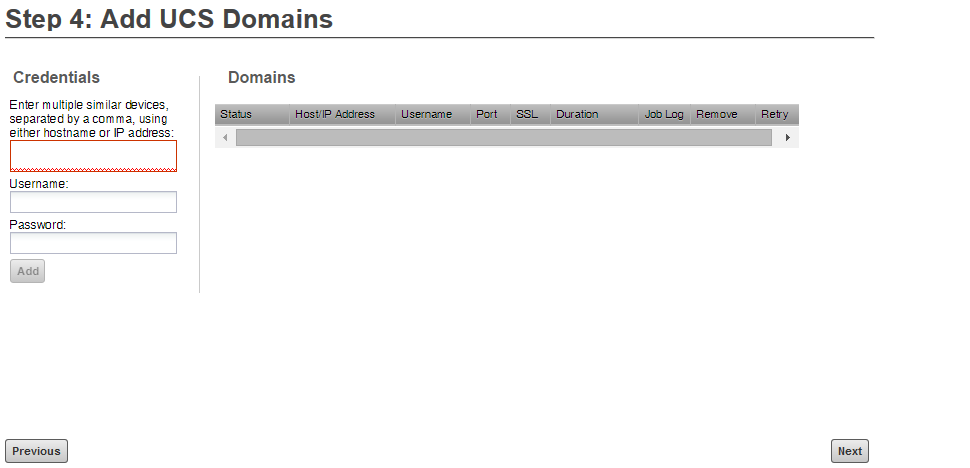 Step 4: Add UCS Domains
Credentials
Enter multiple similar devices,
separated by a comma, using
either hostname or IP address:
Username:
Password:
Add
Domains
Status Host/IP Address Username Port SSL Duration Job Log Remove Retry
Previous
Next